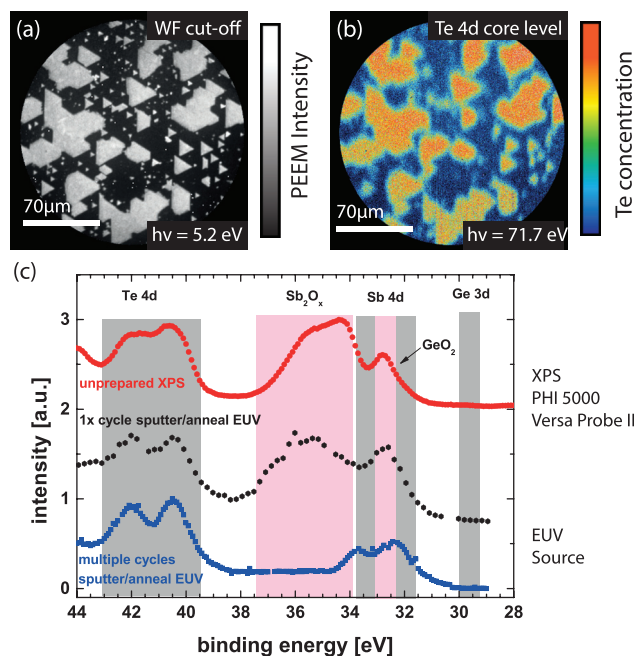 (a)
WF cut-off
70µm
hν = 5.2 eV
PEEM Intensity
(b)
Te 4d core level
70µm
hν = 71.7 eV
Te concentration
(c)
Te 4d
Sb₂Oₓ
Sb 4d
Ge 3d
GeO₂
unprepared XPS
1x cycle sputter/anneal EUV
multiple cycles
sputter/anneal EUV
XPS
PHI 5000
Versa Probe II
EUV
Source
intensity [a.u.]
3
2
1
0
44 42 40 38 36 34 32 30 28
binding energy [eV]